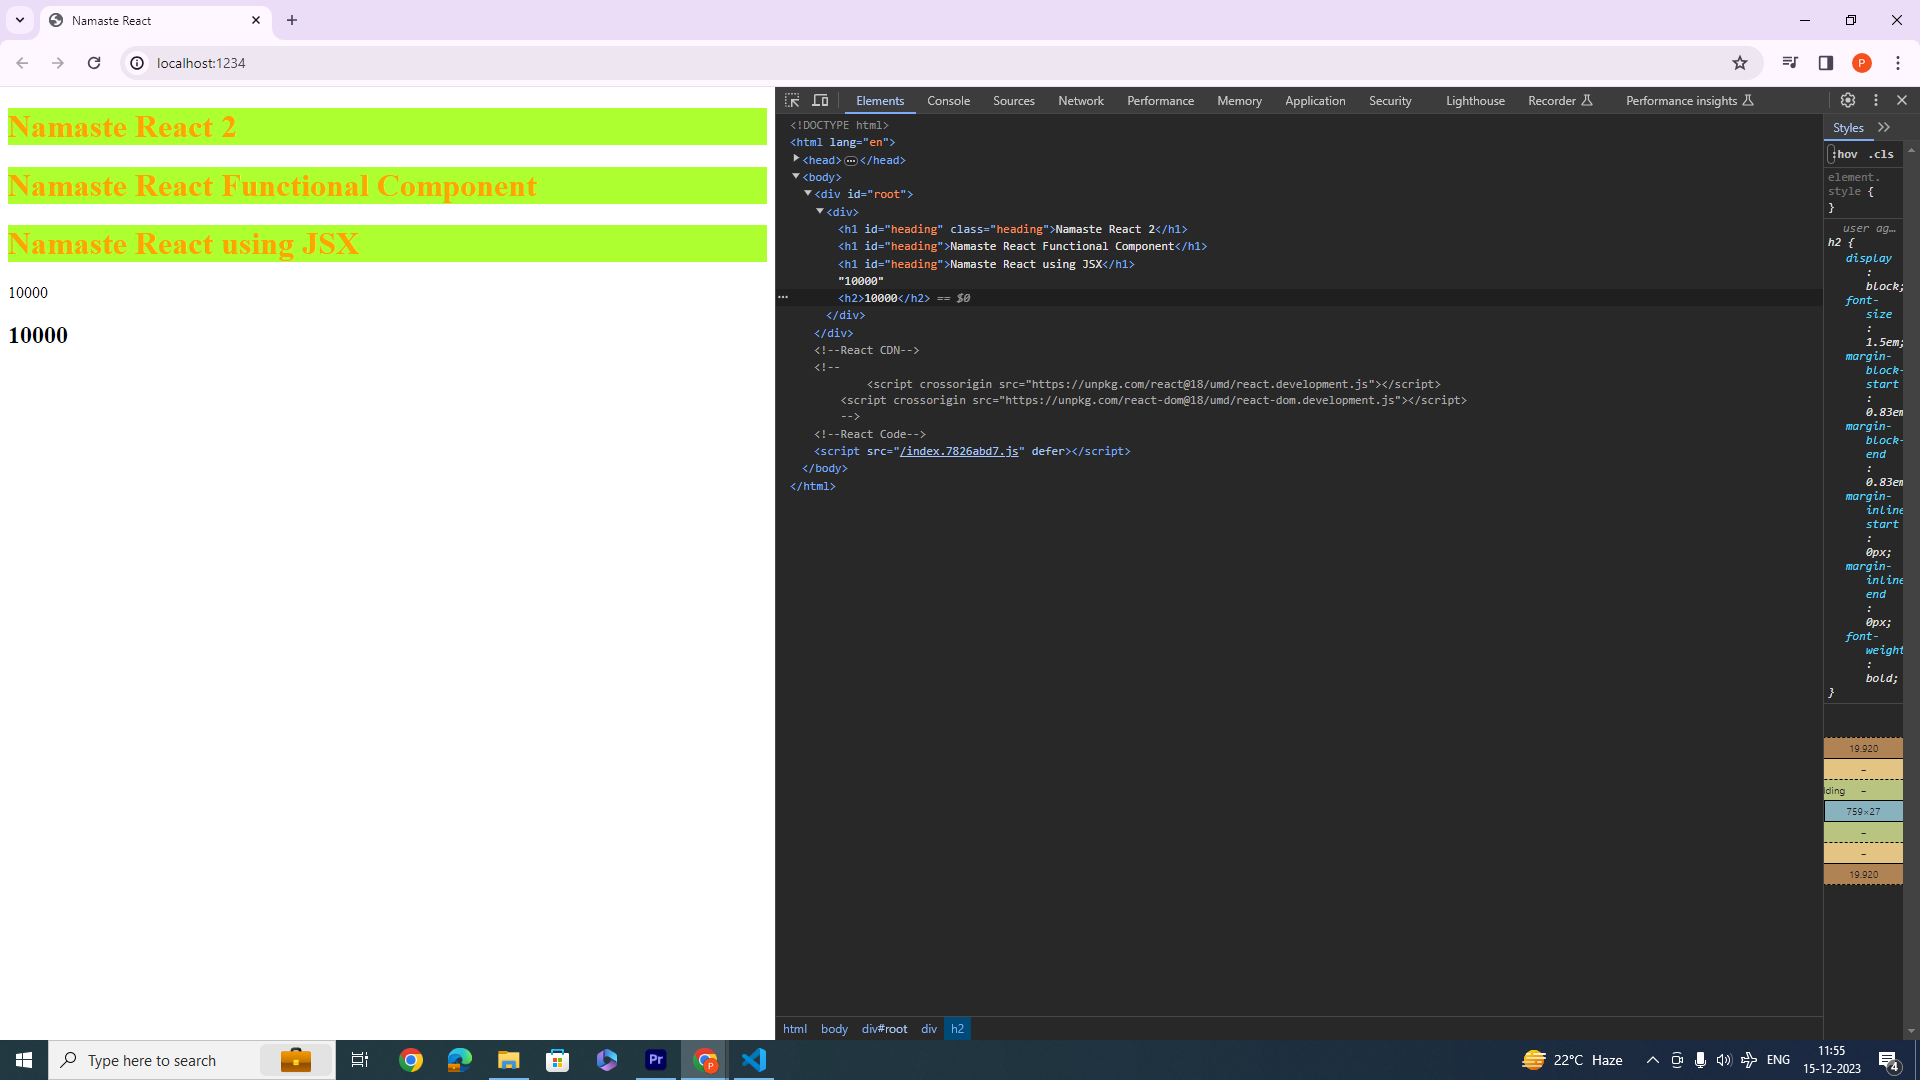 Namaste React
localhost:1234
P
Namaste React 2
Namaste React Functional Component
Namaste React using JSX
10000
10000
Elements Console Sources Network Performance Memory Application Security Lighthouse Recorder Performance insights
<!DOCTYPE html>
<html lang="en">
<head>…</head>
<body>
<div id="root">
<div>
<h1 id="heading" class="heading">Namaste React 2</h1>
<h1 id="heading">Namaste React Functional Component</h1>
<h1 id="heading">Namaste React using JSX</h1>
"10000"
<h2>10000</h2> == $0
</div>
</div>
<!--React CDN-->
<!--
<script crossorigin src="https://unpkg.com/react@18/umd/react.development.js"></script>
<script crossorigin src="https://unpkg.com/react-dom@18/umd/react-dom.development.js"></script>
-->
<!--React Code-->
<script src="/index.7826abd7.js" defer></script>
</body>
</html>
html body div#root div h2
Styles
:hov .cls
element.
style {
}
user ag…
h2 {
display
:
block;
font-
size
:
1.5em;
margin-
block-
start
:
0.83em
margin-
block-
end
:
0.83em
margin-
inline
start
:
0px;
margin-
inline
end
:
0px;
font-
weight
:
bold;
}
19.920
–
lding –
759×27
–
–
19.920
Type here to search
Pr
P
22°C Haze
ENG
11:55
15-12-2023
4